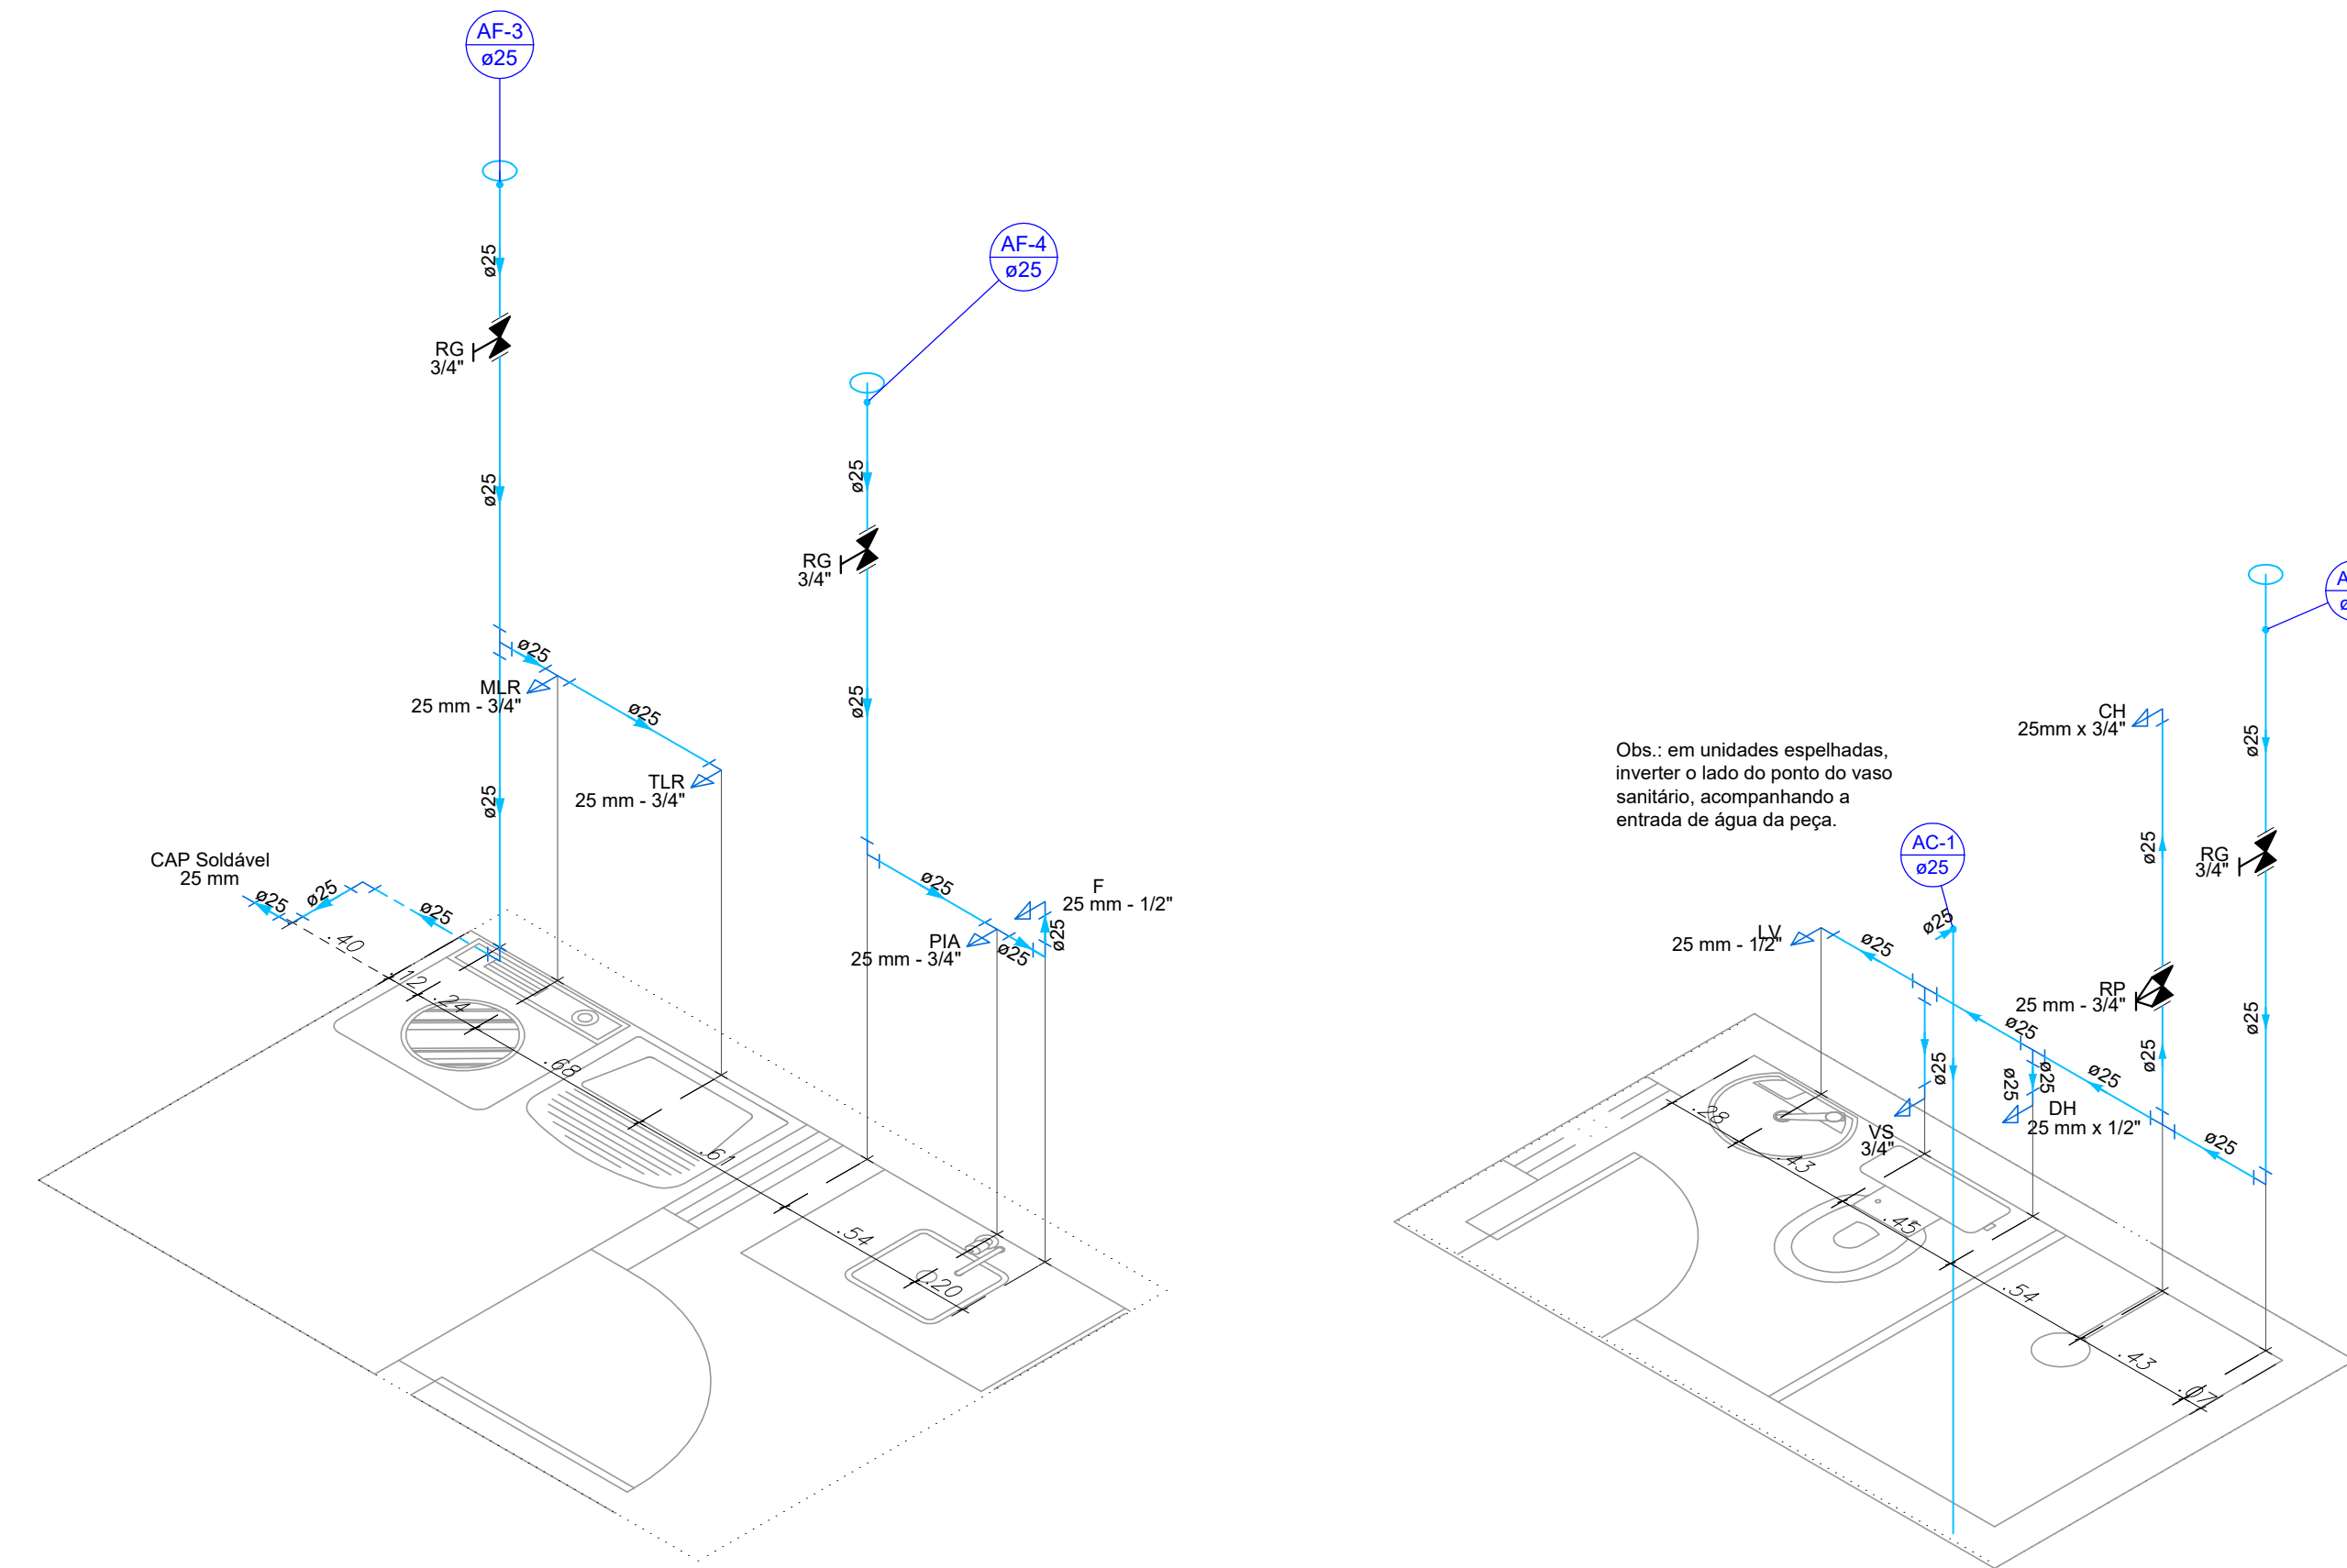 AF-3
ø25
ø25
RG
3/4"
ø25
ø25
MLR
25 mm - 3/4"
ø25
TLR
25 mm - 3/4"
ø25
CAP Soldável
25 mm
ø25
ø25
ø25
.40
.12
.24
.68
.61
.54
.20
AF-4
ø25
ø25
RG
3/4"
ø25
ø25
F
25 mm - 1/2"
PIA
25 mm - 3/4"
ø25
ø25
Obs.: em unidades espelhadas,
inverter o lado do ponto do vaso
sanitário, acompanhando a
entrada de água da peça.
AC-1
ø25
ø25
LV
25 mm - 1/2"
ø25
CH
25mm x 3/4"
ø25
RP
25 mm - 3/4"
ø25
A
ø
ø25
RG
3/4"
ø25
ø25
ø25
ø25
VS
3/4"
ø25
ø25
DH
25 mm x 1/2"
ø25
.28
.43
.45
.54
.43
.07